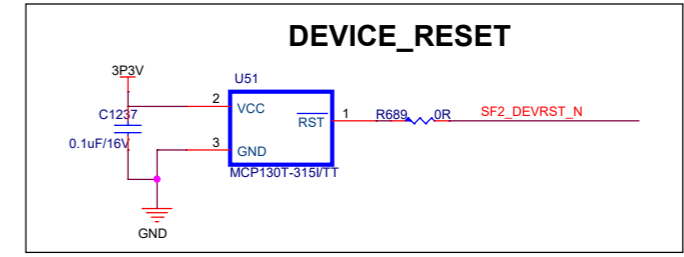 DEVICE_RESET
3P3V
U51
2
VCC
RST
1
R689
0R
SF2_DEVRST_N
C1237
0.1uF/16V
3
GND
MCP130T-315I/TT
GND